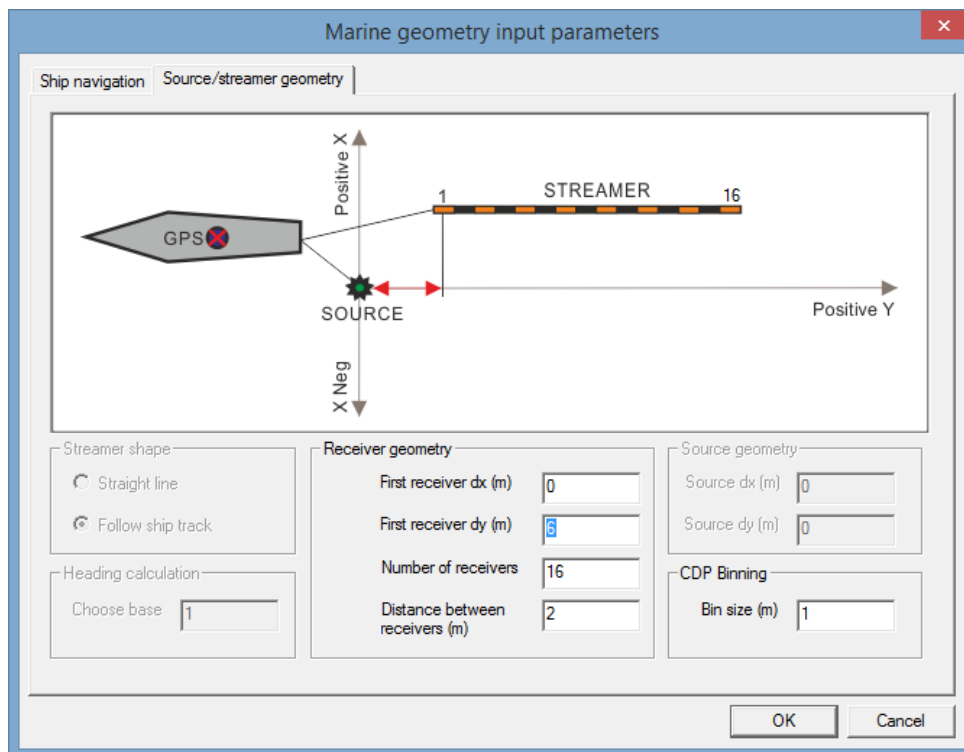 Marine geometry input parameters
Ship navigation
Source/streamer geometry
Positive X
1
STREAMER
16
GPS
SOURCE
Positive Y
X Neg
Streamer shape
Straight line
Follow ship track
Heading calculation
Choose base
1
Receiver geometry
First receiver dx (m)
0
First receiver dy (m)
6
Number of receivers
16
Distance between
receivers (m)
2
Source geometry
Source dx (m)
0
Source dy (m)
0
CDP Binning
Bin size (m)
1
OK
Cancel